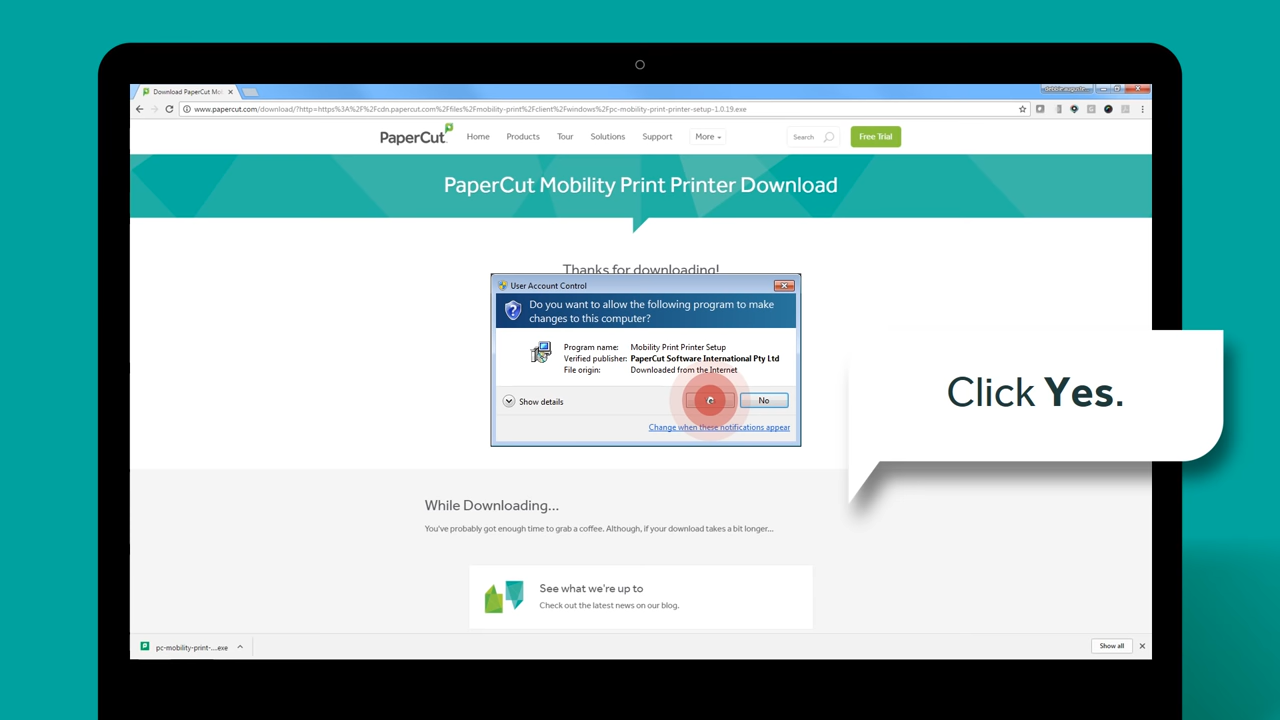 Download PaperCut Mo
www.papercut.com/download/?http=https%3A%2F%2Fcdn.papercut.com%2Ffiles%2Fmobility-print%2Fclient%2Fwindows%2Fpc-mobility-print-printer-setup-1.0.19.exe
PaperCut
Home Products Tour Solutions Support More Search Free Trial
PaperCut Mobility Print Printer Download
Thanks for downloading!
User Account Control
Do you want to allow the following program to make
changes to this computer?
Program name: Mobility Print Printer Setup
Verified publisher: PaperCut Software International Pty Ltd
File origin: Downloaded from the Internet
Show details
No
Change when these notifications appear
Click Yes.
While Downloading...
You've probably got enough time to grab a coffee. Although, if your download takes a bit longer...
See what we're up to
Check out the latest news on our blog.
pc-mobility-print-....exe
Show all